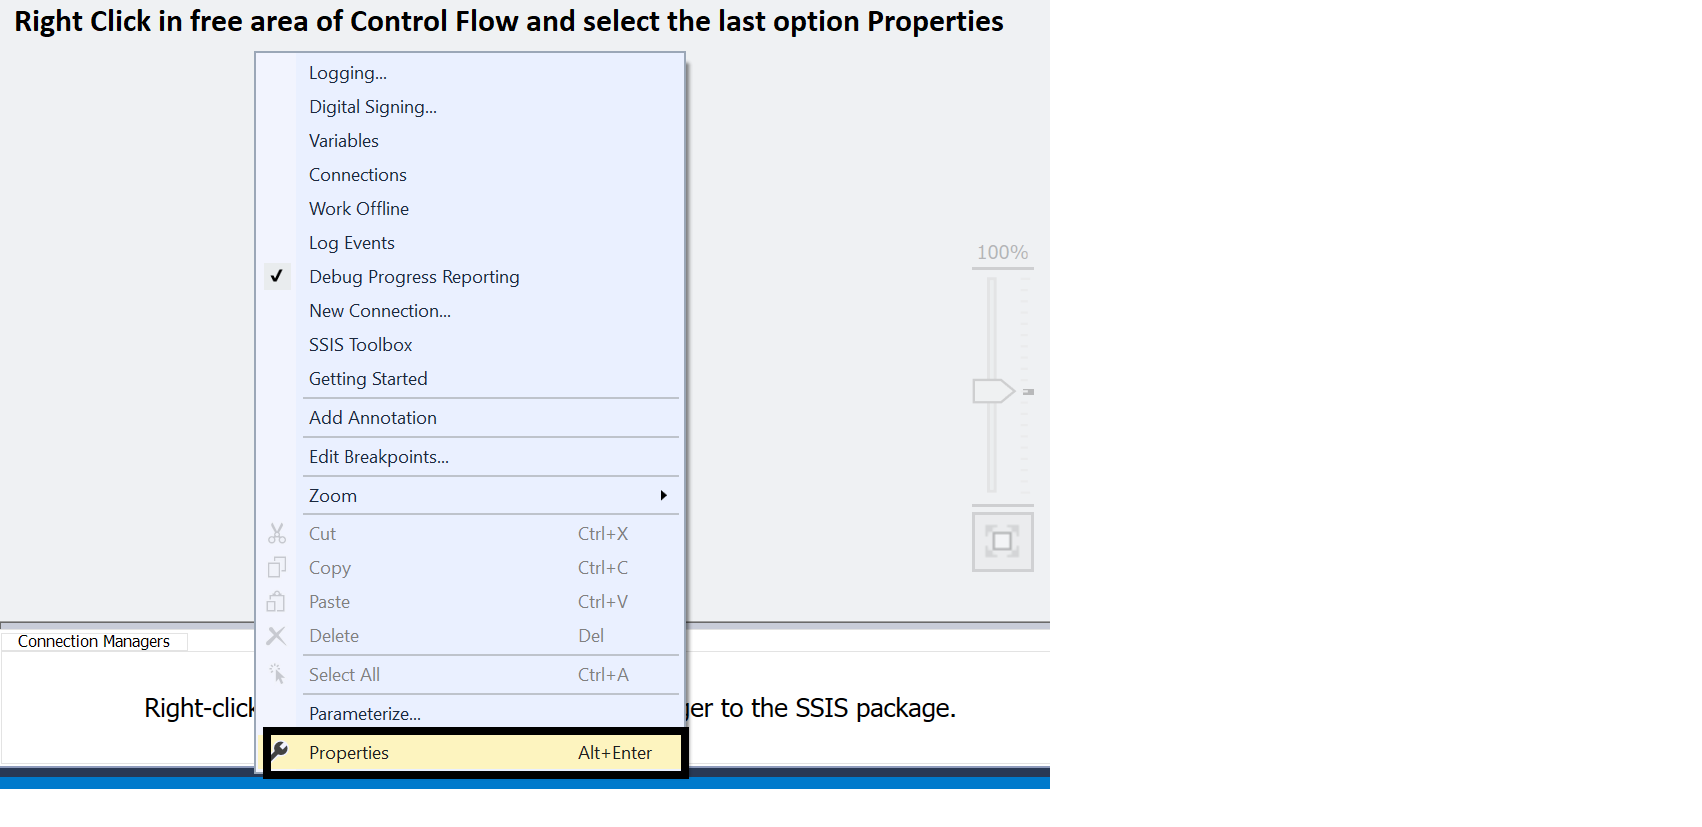 Right Click in free area of Control Flow and select the last option Properties
Logging...
Digital Signing...
Variables
Connections
Work Offline
Log Events
100%
Debug Progress Reporting
New Connection...
SSIS Toolbox
Getting Started
Add Annotation
Edit Breakpoints...
Zoom
Cut Ctrl+X
Copy Ctrl+C
Paste Ctrl+V
Delete Del
Connection Managers
Select All Ctrl+A
Right-click
ger to the SSIS package.
Parameterize...
Properties Alt+Enter